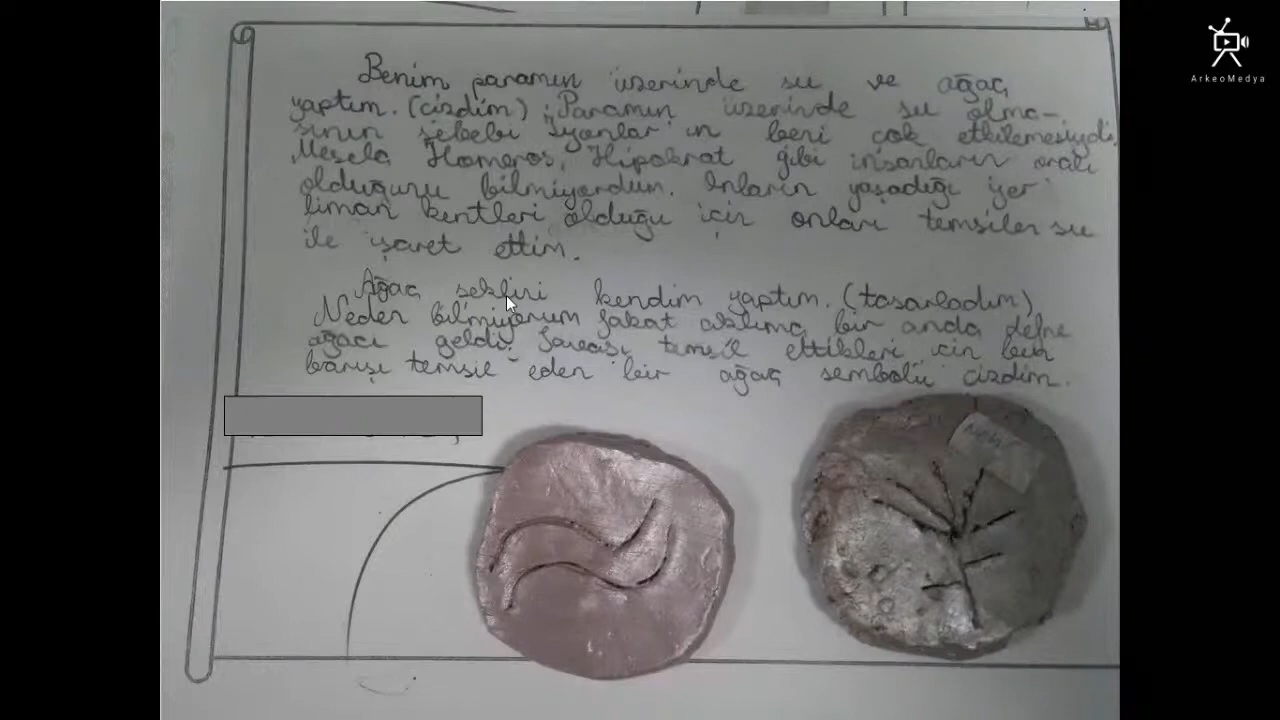 Benim paramın üzerinde su ve ağaç
yaptım. (çizdim) Paramın üzerinde su olma-
sının sebebi İyonlar'ın beni çok etkilemesiydi.
Mesela Homeros, Hipokrat gibi insanların oralı
olduğunu bilmiyordum. Onların yaşadığı yer
liman kentleri olduğu için onları temsilen su
ile işaret ettim.
Ağaç şeklini kendim yaptım. (tasarladım)
Neden bilmiyorum fakat aklıma bir anda defne
ağacı geldi. Savaşı temsil ettikleri için ben
barışı temsil eden bir ağaç sembolü çizdim.
ArkeoMedya